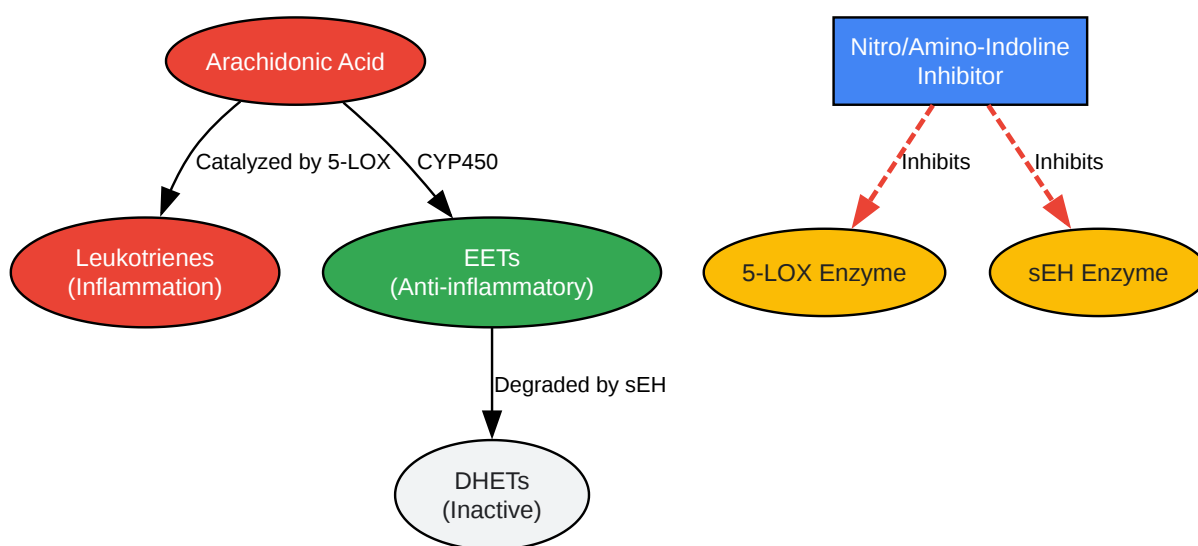 Arachidonic Acid
Nitro/Amino-Indoline
Inhibitor
Catalyzed by 5-LOX
CYP450
Inhibits
Inhibits
Leukotrienes
(Inflammation)
EETs
(Anti-inflammatory)
5-LOX Enzyme
sEH Enzyme
Degraded by sEH
DHETs
(Inactive)